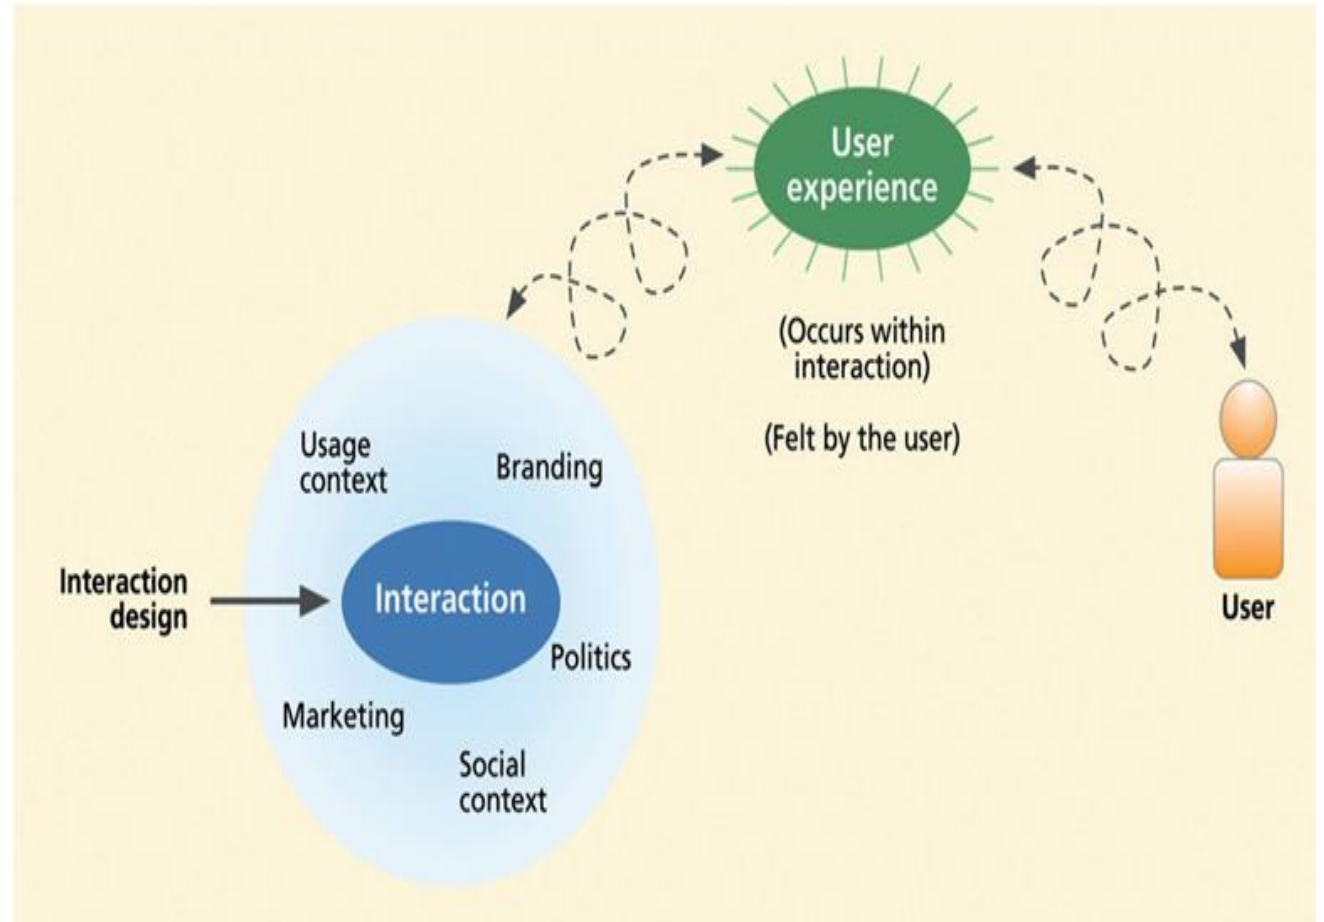 User
experience
(Occurs within
interaction)
(Felt by the user)
Usage
context
Branding
Interaction
design
Interaction
Politics
Marketing
Social
context
User